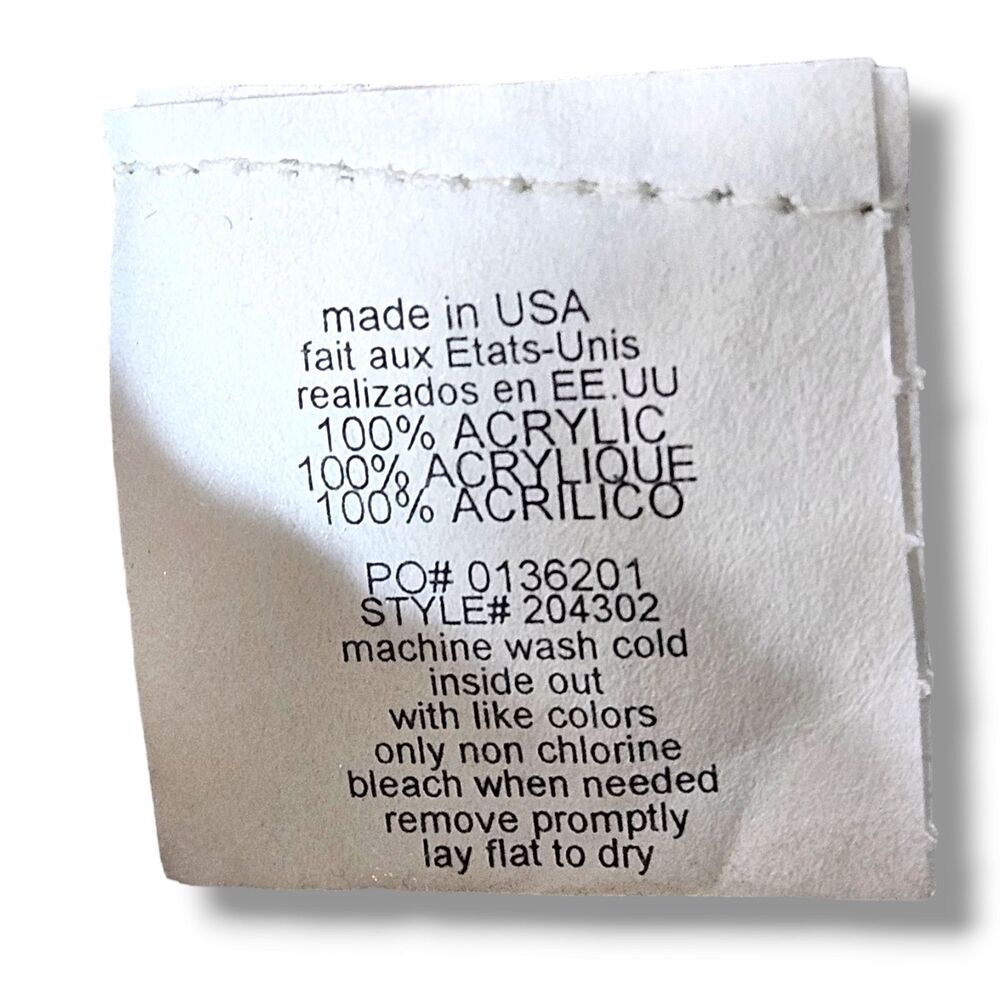 made in USA
fait aux Etats-Unis
realizados en EE.UU
100% ACRYLIC
100% ACRYLIQUE
100% ACRILICO
PO# 0136201
STYLE# 204302
machine wash cold
inside out
with like colors
only non chlorine
bleach when needed
remove promptly
lay flat to dry